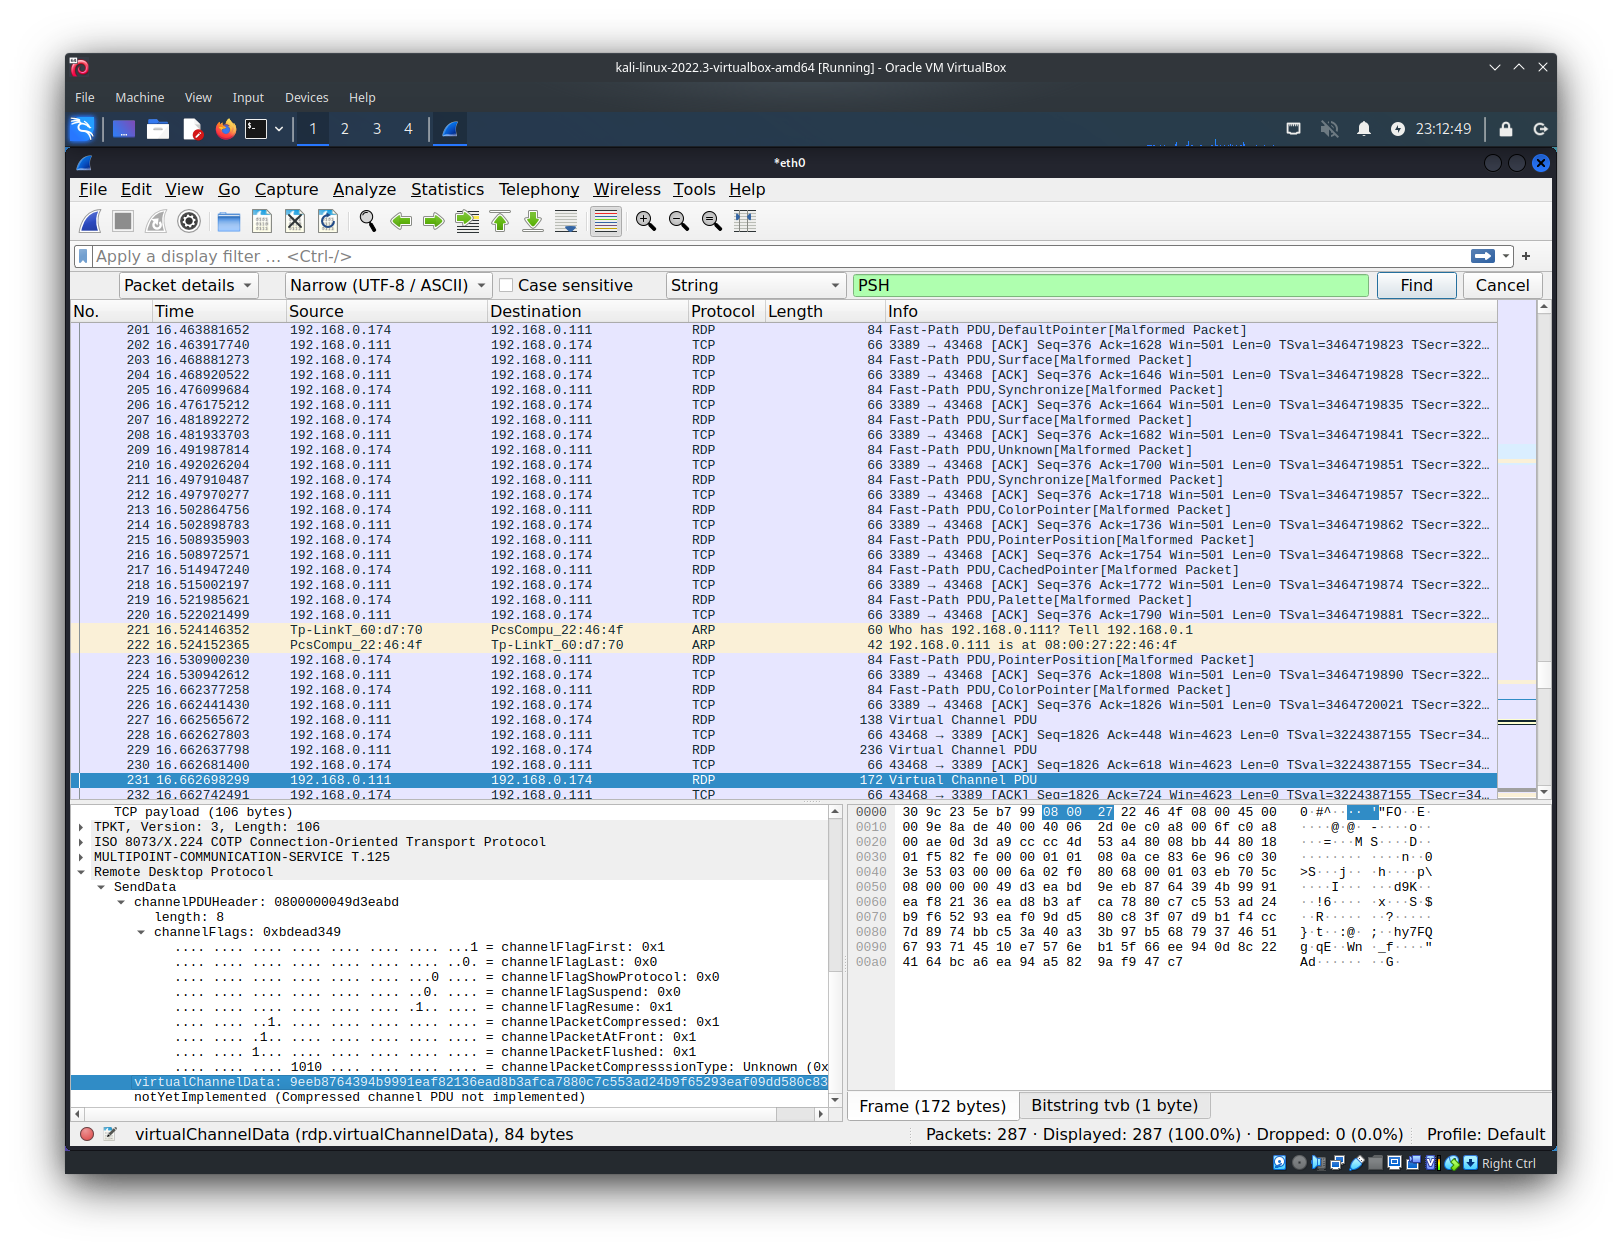 kali-linux-2022.3-virtualbox-amd64 [Running] - Oracle VM VirtualBox
File Machine View Input Devices Help
1 2 3 4 23:12:49
*eth0
File Edit View Go Capture Analyze Statistics Telephony Wireless Tools Help
Apply a display filter … <Ctrl-/>
Packet details Narrow (UTF-8 / ASCII) Case sensitive String PSH Find Cancel
No. Time Source Destination Protocol Length Info
201 16.463881652 192.168.0.174 192.168.0.111 RDP 84 Fast-Path PDU,DefaultPointer[Malformed Packet]
202 16.463917740 192.168.0.111 192.168.0.174 TCP 66 3389 → 43468 [ACK] Seq=376 Ack=1628 Win=501 Len=0 TSval=3464719823 TSecr=322…
203 16.468881273 192.168.0.174 192.168.0.111 RDP 84 Fast-Path PDU,Surface[Malformed Packet]
204 16.468920522 192.168.0.111 192.168.0.174 TCP 66 3389 → 43468 [ACK] Seq=376 Ack=1646 Win=501 Len=0 TSval=3464719828 TSecr=322…
205 16.476099684 192.168.0.174 192.168.0.111 RDP 84 Fast-Path PDU,Synchronize[Malformed Packet]
206 16.476175212 192.168.0.111 192.168.0.174 TCP 66 3389 → 43468 [ACK] Seq=376 Ack=1664 Win=501 Len=0 TSval=3464719835 TSecr=322…
207 16.481892272 192.168.0.174 192.168.0.111 RDP 84 Fast-Path PDU,Surface[Malformed Packet]
208 16.481933703 192.168.0.111 192.168.0.174 TCP 66 3389 → 43468 [ACK] Seq=376 Ack=1682 Win=501 Len=0 TSval=3464719841 TSecr=322…
209 16.491987814 192.168.0.174 192.168.0.111 RDP 84 Fast-Path PDU,Unknown[Malformed Packet]
210 16.492026204 192.168.0.111 192.168.0.174 TCP 66 3389 → 43468 [ACK] Seq=376 Ack=1700 Win=501 Len=0 TSval=3464719851 TSecr=322…
211 16.497910487 192.168.0.174 192.168.0.111 RDP 84 Fast-Path PDU,Synchronize[Malformed Packet]
212 16.497970277 192.168.0.111 192.168.0.174 TCP 66 3389 → 43468 [ACK] Seq=376 Ack=1718 Win=501 Len=0 TSval=3464719857 TSecr=322…
213 16.502864756 192.168.0.174 192.168.0.111 RDP 84 Fast-Path PDU,ColorPointer[Malformed Packet]
214 16.502898783 192.168.0.111 192.168.0.174 TCP 66 3389 → 43468 [ACK] Seq=376 Ack=1736 Win=501 Len=0 TSval=3464719862 TSecr=322…
215 16.508935903 192.168.0.174 192.168.0.111 RDP 84 Fast-Path PDU,PointerPosition[Malformed Packet]
216 16.508972571 192.168.0.111 192.168.0.174 TCP 66 3389 → 43468 [ACK] Seq=376 Ack=1754 Win=501 Len=0 TSval=3464719868 TSecr=322…
217 16.514947240 192.168.0.174 192.168.0.111 RDP 84 Fast-Path PDU,CachedPointer[Malformed Packet]
218 16.515002197 192.168.0.111 192.168.0.174 TCP 66 3389 → 43468 [ACK] Seq=376 Ack=1772 Win=501 Len=0 TSval=3464719874 TSecr=322…
219 16.521985621 192.168.0.174 192.168.0.111 RDP 84 Fast-Path PDU,Palette[Malformed Packet]
220 16.522021499 192.168.0.111 192.168.0.174 TCP 66 3389 → 43468 [ACK] Seq=376 Ack=1790 Win=501 Len=0 TSval=3464719881 TSecr=322…
221 16.524146352 Tp-LinkT_60:d7:70 PcsCompu_22:46:4f ARP 60 Who has 192.168.0.111? Tell 192.168.0.1
222 16.524152365 PcsCompu_22:46:4f Tp-LinkT_60:d7:70 ARP 42 192.168.0.111 is at 08:00:27:22:46:4f
223 16.530900230 192.168.0.174 192.168.0.111 RDP 84 Fast-Path PDU,PointerPosition[Malformed Packet]
224 16.530942612 192.168.0.111 192.168.0.174 TCP 66 3389 → 43468 [ACK] Seq=376 Ack=1808 Win=501 Len=0 TSval=3464719890 TSecr=322…
225 16.662377258 192.168.0.174 192.168.0.111 RDP 84 Fast-Path PDU,ColorPointer[Malformed Packet]
226 16.662441430 192.168.0.111 192.168.0.174 TCP 66 3389 → 43468 [ACK] Seq=376 Ack=1826 Win=501 Len=0 TSval=3464720021 TSecr=322…
227 16.662565672 192.168.0.111 192.168.0.174 RDP 138 Virtual Channel PDU
228 16.662627803 192.168.0.174 192.168.0.111 TCP 66 43468 → 3389 [ACK] Seq=1826 Ack=448 Win=4623 Len=0 TSval=3224387155 TSecr=34…
229 16.662637798 192.168.0.111 192.168.0.174 RDP 236 Virtual Channel PDU
230 16.662681400 192.168.0.174 192.168.0.111 TCP 66 43468 → 3389 [ACK] Seq=1826 Ack=618 Win=4623 Len=0 TSval=3224387155 TSecr=34…
231 16.662698299 192.168.0.111 192.168.0.174 RDP 172 Virtual Channel PDU
232 16.662742491 192.168.0.174 192.168.0.111 TCP 66 43468 → 3389 [ACK] Seq=1826 Ack=724 Win=4623 Len=0 TSval=3224387155 TSecr=34…
TCP payload (106 bytes)
TPKT, Version: 3, Length: 106
ISO 8073/X.224 COTP Connection-Oriented Transport Protocol
MULTIPOINT-COMMUNICATION-SERVICE T.125
Remote Desktop Protocol
SendData
channelPDUHeader: 0800000049d3eabd
length: 8
channelFlags: 0xbdead349
.... .... .... .... .... .... .... ...1 = channelFlagFirst: 0x1
.... .... .... .... .... .... .... ..0. = channelFlagLast: 0x0
.... .... .... .... .... .... ...0 .... = channelFlagShowProtocol: 0x0
.... .... .... .... .... .... ..0. .... = channelFlagSuspend: 0x0
.... .... .... .... .... .... .1.. .... = channelFlagResume: 0x1
.... .... ..1. .... .... .... .... .... = channelPacketCompressed: 0x1
.... .... .1.. .... .... .... .... .... = channelPacketAtFront: 0x1
.... .... 1... .... .... .... .... .... = channelPacketFlushed: 0x1
.... .... .... 1010 .... .... .... .... = channelPacketCompresssionType: Unknown (0x
virtualChannelData: 9eeb8764394b9991eaf82136ead8b3afca7880c7c553ad24b9f65293eaf09dd580c83
notYetImplemented (Compressed channel PDU not implemented)
0000 30 9c 23 5e b7 99 08 00 27 22 46 4f 08 00 45 00 0·#^···· '"FO··E·
0010 00 9e 8a de 40 00 40 06 2d 0e c0 a8 00 6f c0 a8 ····@·@· -····o··
0020 00 ae 0d 3d a9 cc cc 4d 53 a4 80 08 bb 44 80 18 ···=···M S····D··
0030 01 f5 82 fe 00 00 01 01 08 0a ce 83 6e 96 c0 30 ········ ····n··0
0040 3e 53 03 00 00 6a 02 f0 80 68 00 01 03 eb 70 5c >S···j·· ·h····p\
0050 08 00 00 00 49 d3 ea bd 9e eb 87 64 39 4b 99 91 ····I··· ···d9K··
0060 ea f8 21 36 ea d8 b3 af ca 78 80 c7 c5 53 ad 24 ··!6···· ·x···S·$
0070 b9 f6 52 93 ea f0 9d d5 80 c8 3f 07 d9 b1 f4 cc ··R····· ··?·····
0080 7d 89 74 bb c5 3a 40 a3 3b 97 b5 68 79 37 46 51 }·t··:@· ;··hy7FQ
0090 67 93 71 45 10 e7 57 6e b1 5f 66 ee 94 0d 8c 22 g·qE··Wn ·_f····"
00a0 41 64 bc a6 ea 94 a5 82 9a f9 47 c7 Ad······ ··G·
Frame (172 bytes) Bitstring tvb (1 byte)
virtualChannelData (rdp.virtualChannelData), 84 bytes Packets: 287 · Displayed: 287 (100.0%) · Dropped: 0 (0.0%) Profile: Default
Right Ctrl